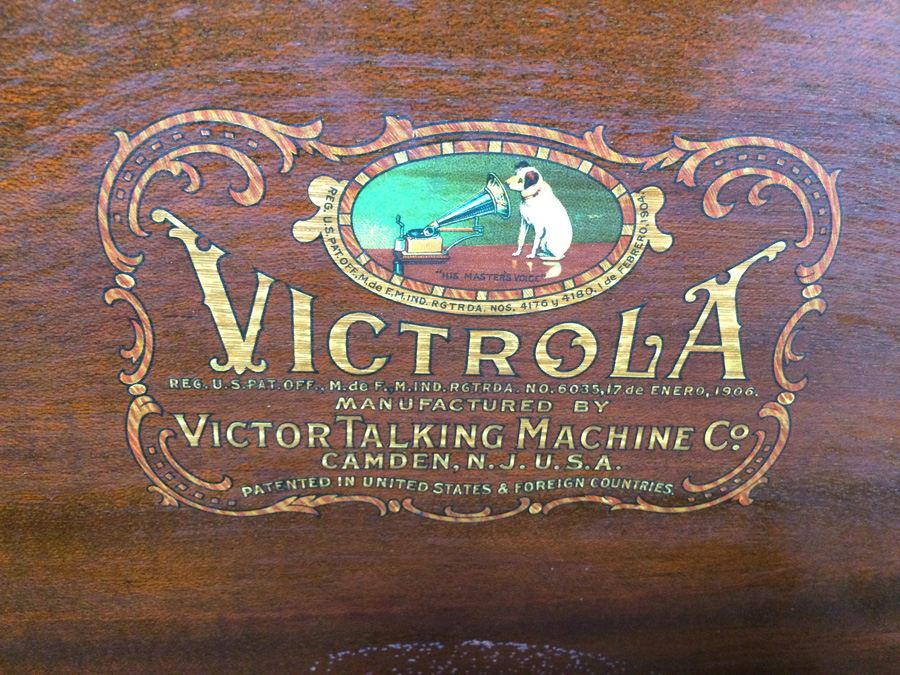 REG. U.S. PAT. OFF., M. de F., M. IND. RGTRDA. NOS. 4176 y 4180, 1 de FEBRERO, 1904
"HIS MASTER'S VOICE"
VICTROLA
REG. U.S. PAT. OFF., M. de F., M. IND. RGTRDA. NO. 6035, 17 de ENERO, 1906.
MANUFACTURED BY
VICTOR TALKING MACHINE Co.
CAMDEN, N.J. U.S.A.
PATENTED IN UNITED STATES & FOREIGN COUNTRIES.